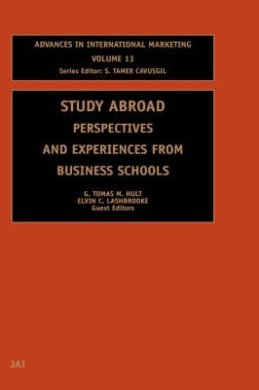 ADVANCES IN INTERNATIONAL MARKETING
VOLUME 13
Series Editor: S. TAMER CAVUSGIL
STUDY ABROAD
PERSPECTIVES
AND EXPERIENCES FROM
BUSINESS SCHOOLS
G. TOMAS M. HULT
ELVIN C. LASHBROOKE
Guest Editors
JAI